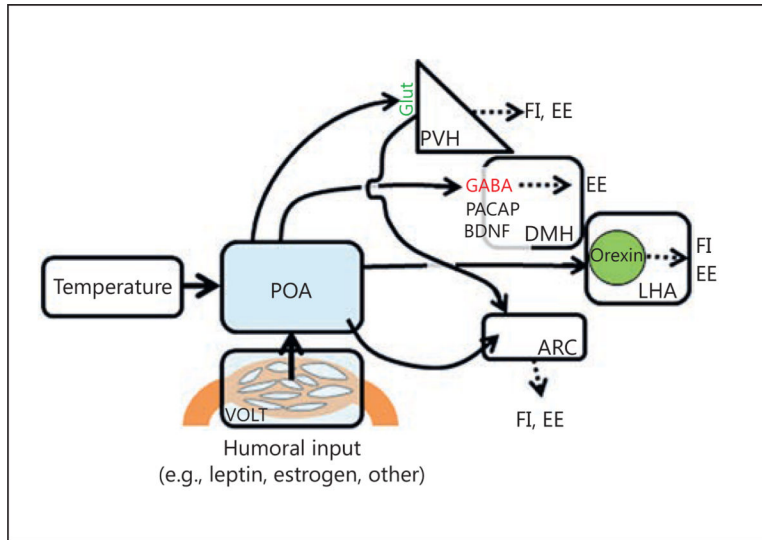 Glut
PVH
FI, EE
GABA
EE
PACAP
BDNF
DMH
Orexin
FI
EE
LHA
Temperature
POA
ARC
FI, EE
VOLT
Humoral input
(e.g., leptin, estrogen, other)